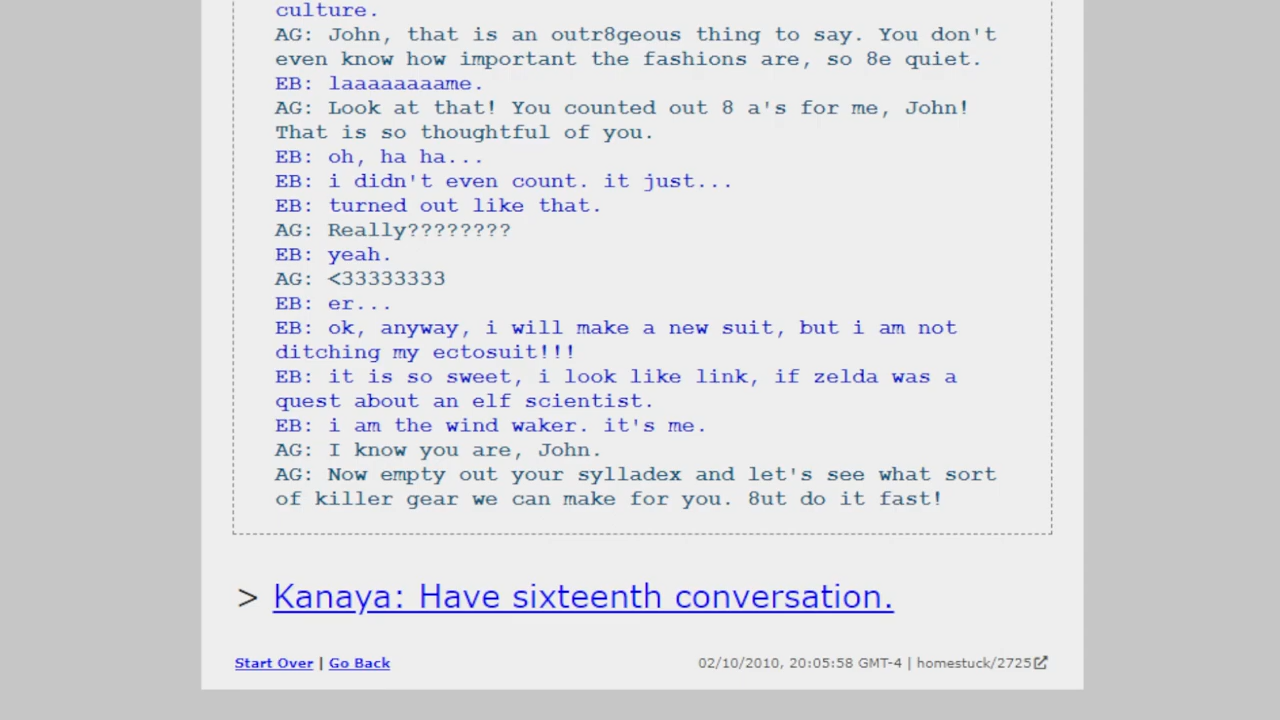 culture.
AG: John, that is an outr8geous thing to say. You don't
even know how important the fashions are, so 8e quiet.
EB: laaaaaaaame.
AG: Look at that! You counted out 8 a's for me, John!
That is so thoughtful of you.
EB: oh, ha ha...
EB: i didn't even count. it just...
EB: turned out like that.
AG: Really????????
EB: yeah.
AG: <33333333
EB: er...
EB: ok, anyway, i will make a new suit, but i am not
ditching my ectosuit!!!
EB: it is so sweet, i look like link, if zelda was a
quest about an elf scientist.
EB: i am the wind waker. it's me.
AG: I know you are, John.
AG: Now empty out your sylladex and let's see what sort
of killer gear we can make for you. 8ut do it fast!
> Kanaya: Have sixteenth conversation.
Start Over | Go Back 02/10/2010, 20:05:58 GMT-4 | homestuck/2725